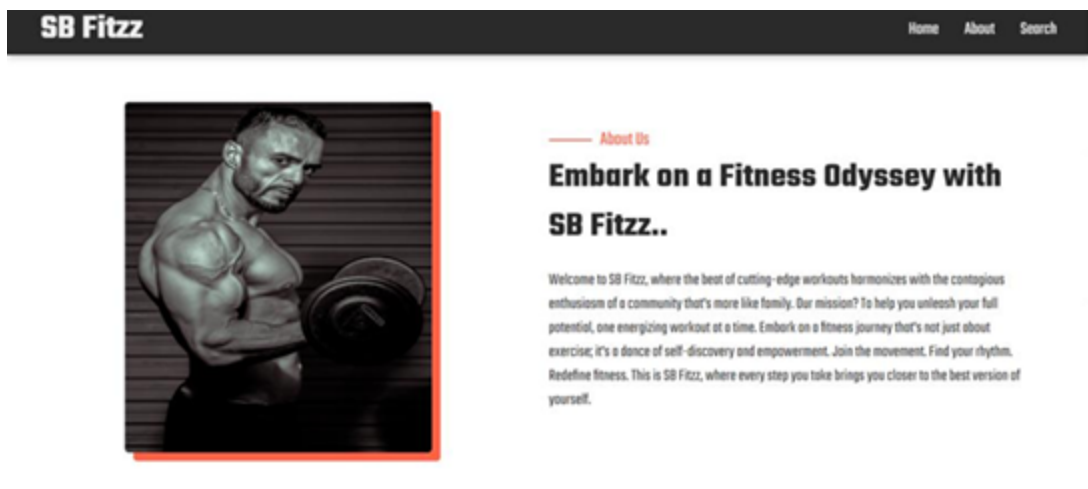 SB Fitzz
Home About Search
About Us
Embark on a Fitness Odyssey with
SB Fitzz..
Welcome to SB Fitzz, where the beat of cutting-edge workouts harmonizes with the contagious
enthusiasm of a community that's more like family. Our mission? To help you unleash your full
potential, one energizing workout at a time. Embark on a fitness journey that's not just about
exercise; it's a dance of self-discovery and empowerment. Join the movement. Find your rhythm.
Redefine fitness. This is SB Fitzz, where every step you take brings you closer to the best version of
yourself.